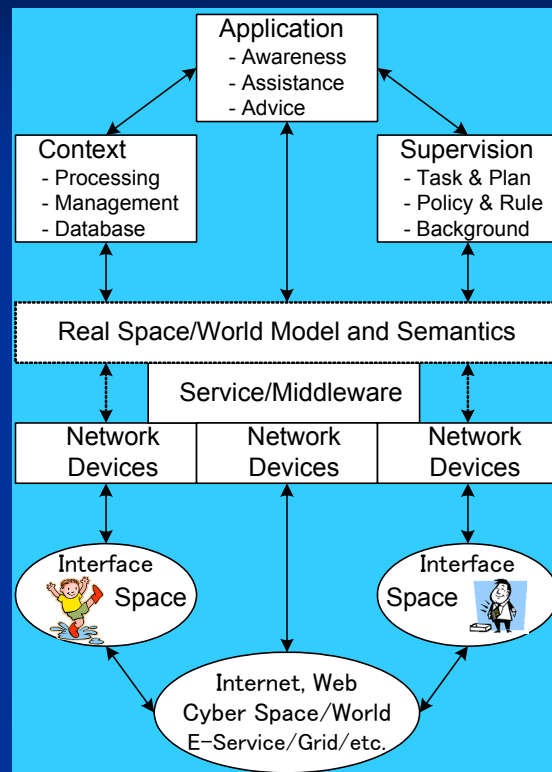 Application
- Awareness
- Assistance
- Advice
Context
- Processing
- Management
- Database
Supervision
- Task & Plan
- Policy & Rule
- Background
Real Space/World Model and Semantics
Service/Middleware
Network
Devices
Network
Devices
Network
Devices
Interface
Space
Interface
Space
Internet, Web
Cyber Space/World
E-Service/Grid/etc.